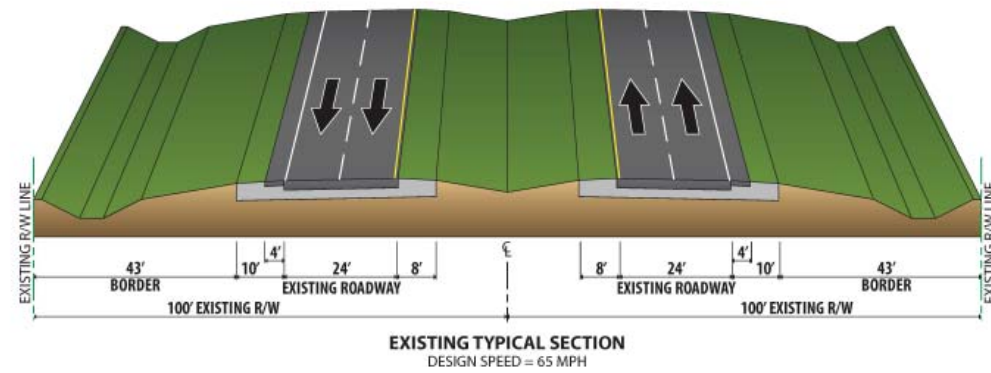 EXISTING R/W LINE
EXISTING R/W LINE
℄
4'
4'
43'
10'
24'
8'
8'
24'
10'
43'
BORDER
EXISTING ROADWAY
EXISTING ROADWAY
BORDER
100' EXISTING R/W
100' EXISTING R/W
EXISTING TYPICAL SECTION
DESIGN SPEED = 65 MPH